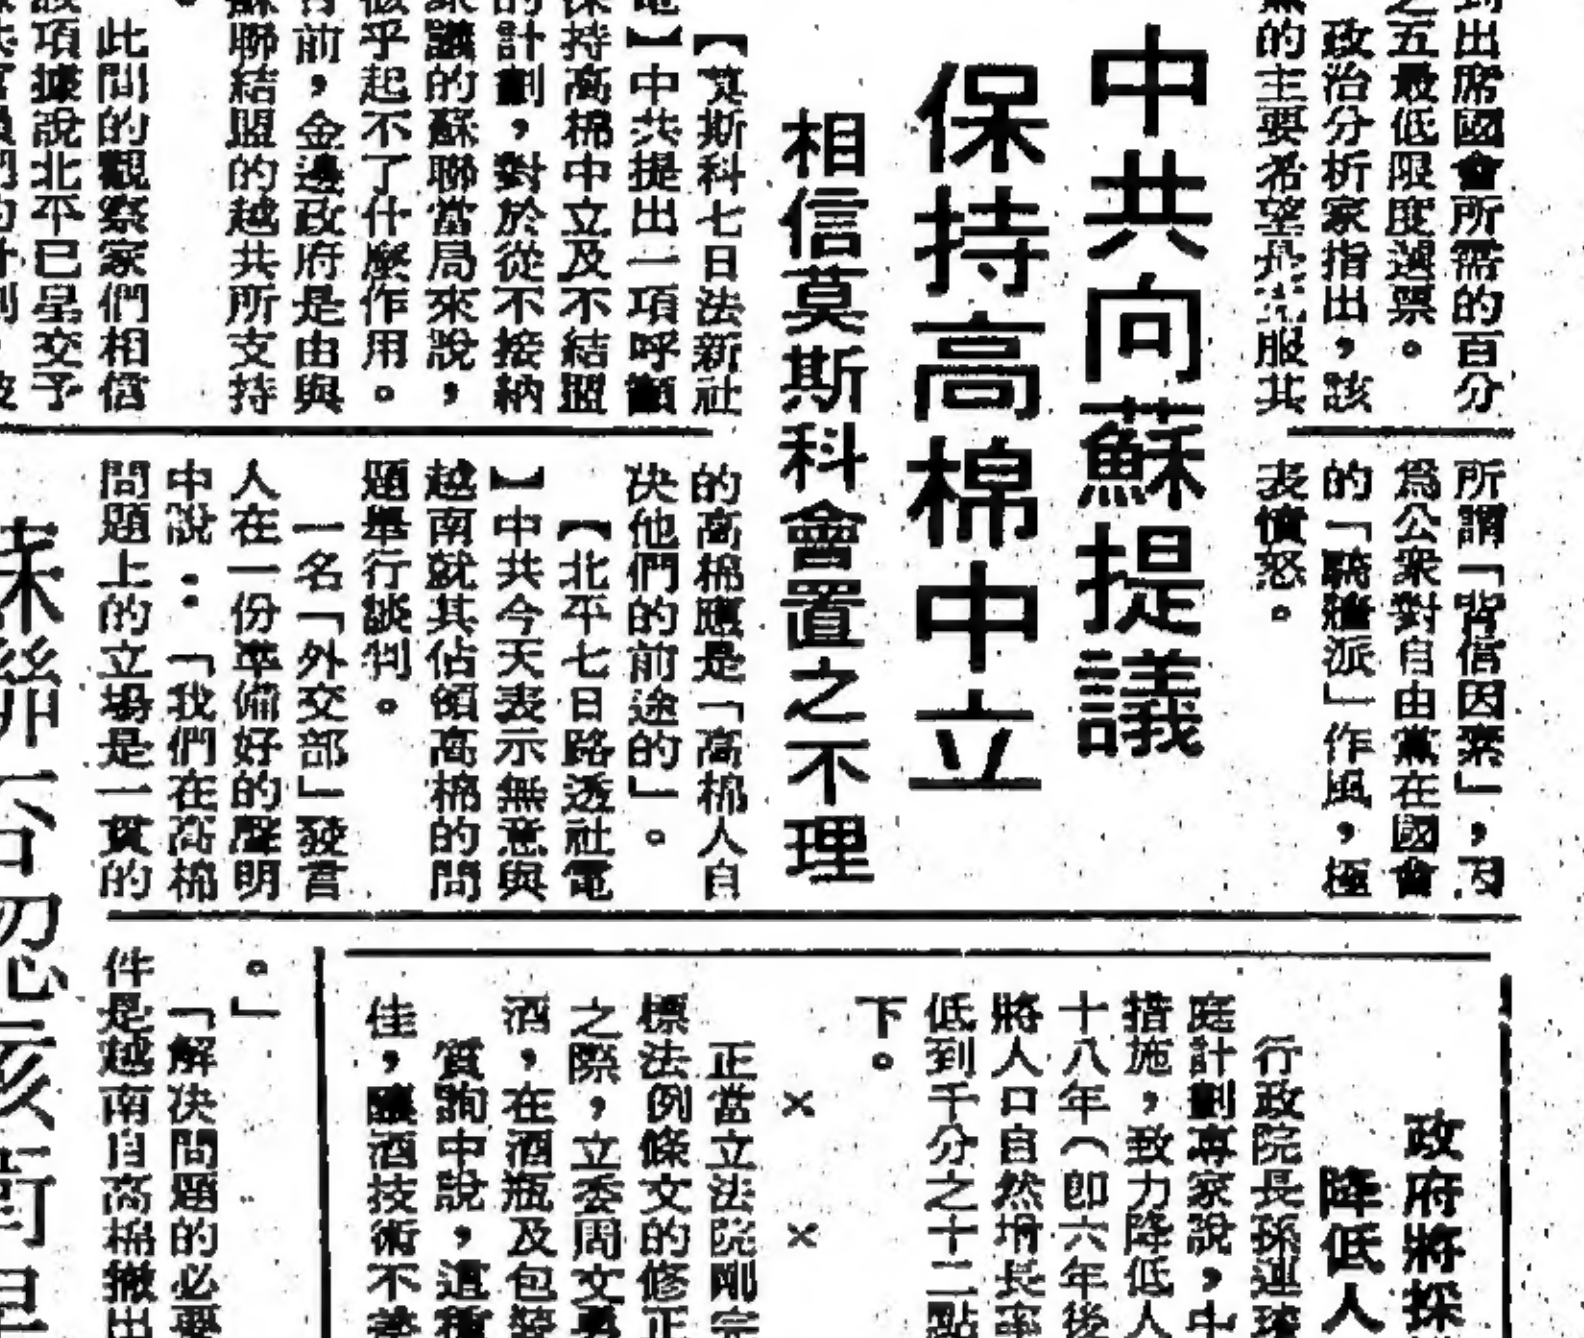 到出席國會所需的百分
之五最低限度選票。
政治分析家指出，該
黨的主要希望是克服其
所謂「背信因素」，因
為公衆對自由黨在國會
的「騎牆派」作風，極
表憤怒。
中共向蘇提議
保持高棉中立
相信莫斯科會置之不理
【莫斯科七日法新社
電】中共提出一項呼籲
保持高棉中立及不結盟
的計劃，對於從不接納
議的蘇聯當局來說，
似乎起不了什麼作用。
前，金邊政府是由與
蘇聯結盟的越共所支持
。
此間的觀察家們相信
該項據說北平已呈交予
的高棉應是「高棉人自
决他們的前途的」。
【北平七日路透社電
】中共今天表示無意與
越南就其佔領高棉的問
題舉行談判。
一名「外交部」發言
人在一份準備好的聲明
中說：「我們在高棉
問題上的立場是一貫的
。」
「解决問題的必要
件是越南自高棉撤出
政府將採
降低人
行政院長孫運璿
庭計劃專家說，中
措施，致力降低人
十八年（即六年後
將人口自然增長率
低到千分之十二點
下。
× ×
正當立法院剛完
標法例條文的修正
之際，立委周文勇
酒，在酒瓶及包裝
質詢中說，這種
佳，釀酒技術不善